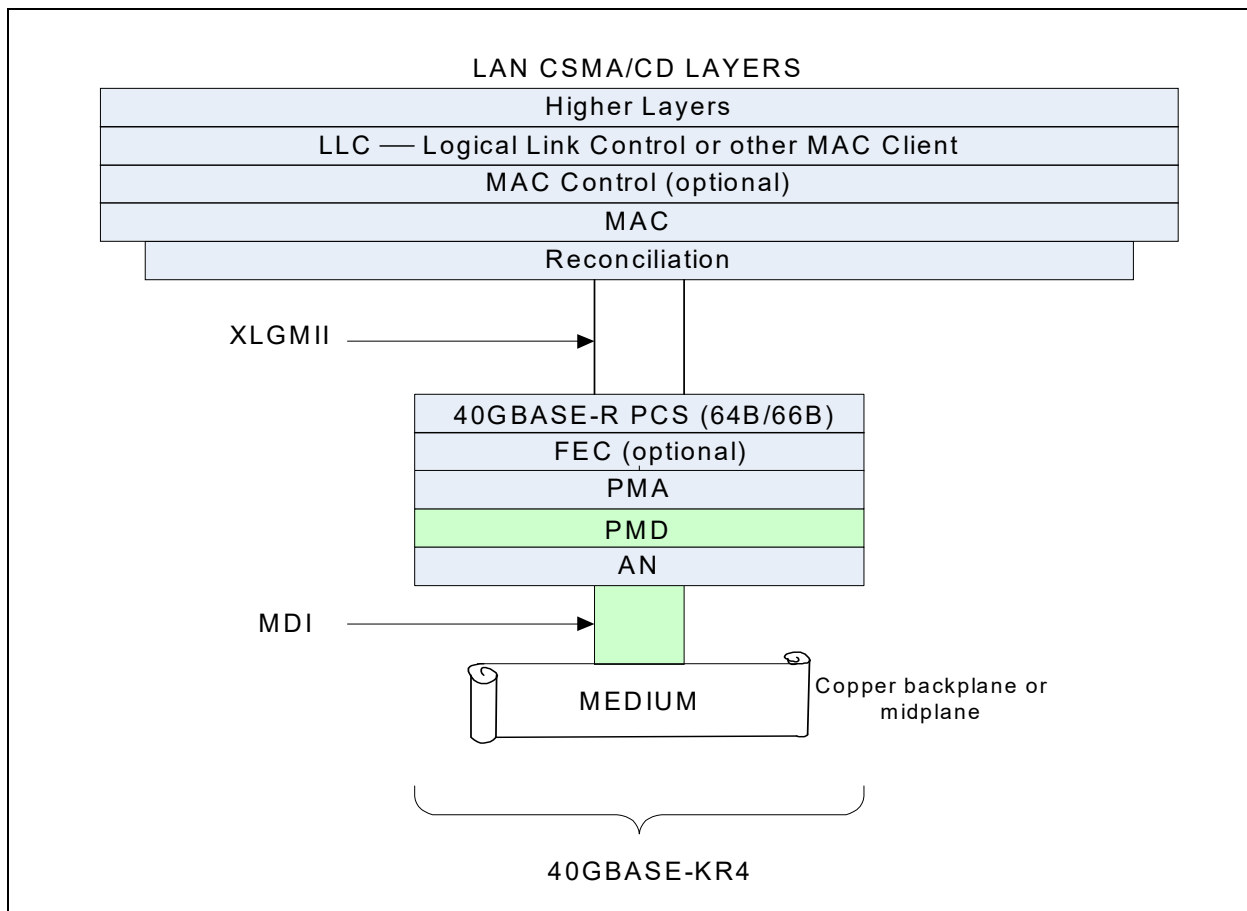 LAN CSMA/CD LAYERS
Higher Layers
LLC — Logical Link Control or other MAC Client
MAC Control (optional)
MAC
Reconciliation
XLGMII
40GBASE-R PCS (64B/66B)
FEC (optional)
PMA
PMD
AN
MDI
MEDIUM
Copper backplane or
midplane
40GBASE-KR4